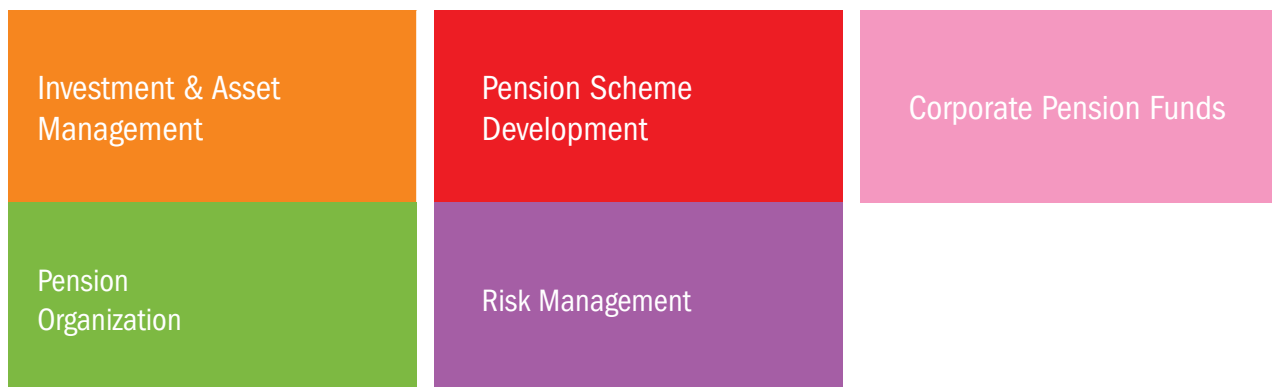 Investment & Asset
Management
Pension Scheme
Development
Corporate Pension Funds
Pension
Organization
Risk Management